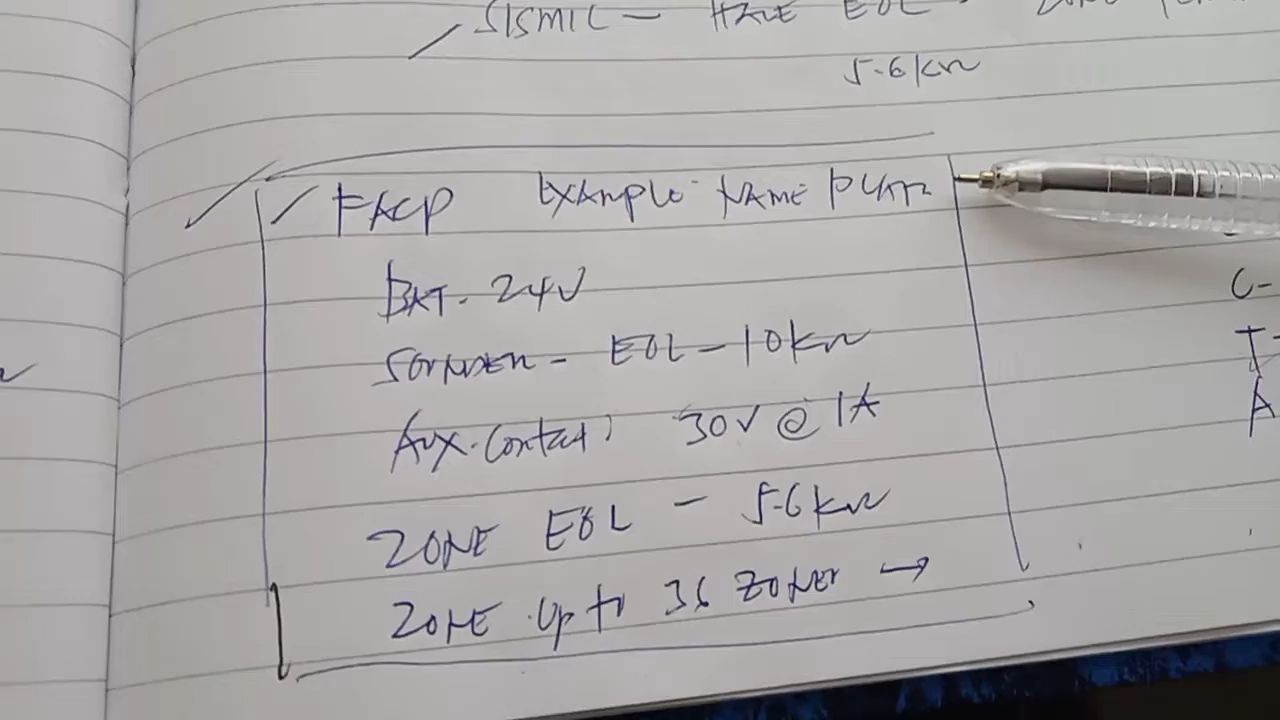 SISMIC - HAVE EOL
5.6kΩ
FACP EXAMPLE NAME PLATE
BAT. 24V
SOUNDER - EOL - 10kΩ
AUX. Contact 30V @ 1A
ZONE EOL - 5.6kΩ
ZONE Up to 36 ZONES →
C-
T-
A